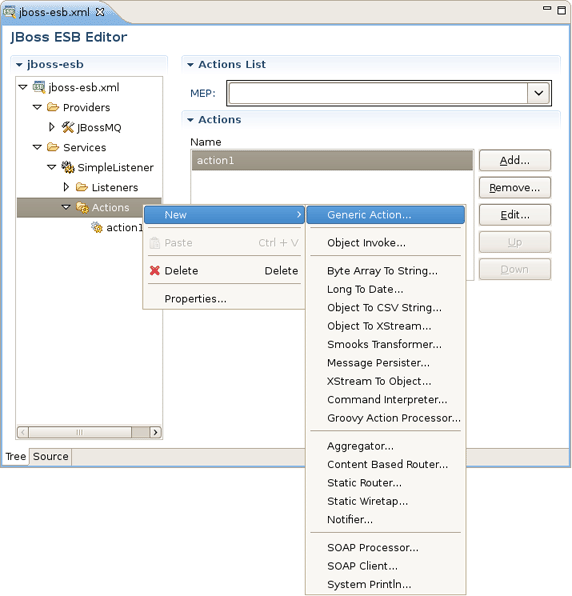 jboss-esb.xml
JBoss ESB Editor
jboss-esb
jboss-esb.xml
Providers
JBossMQ
Services
SimpleListener
Listeners
Actions
action1
Tree
Source
Actions List
MEP:
Actions
Name
action1
Add...
Remove...
Edit...
Up
Down
New
Paste Ctrl + V
Delete Delete
Properties...
Generic Action...
Object Invoke...
Byte Array To String...
Long To Date...
Object To CSV String...
Object To XStream...
Smooks Transformer...
Message Persister...
XStream To Object...
Command Interpreter...
Groovy Action Processor...
Aggregator...
Content Based Router...
Static Router...
Static Wiretap...
Notifier...
SOAP Processor...
SOAP Client...
System Println...